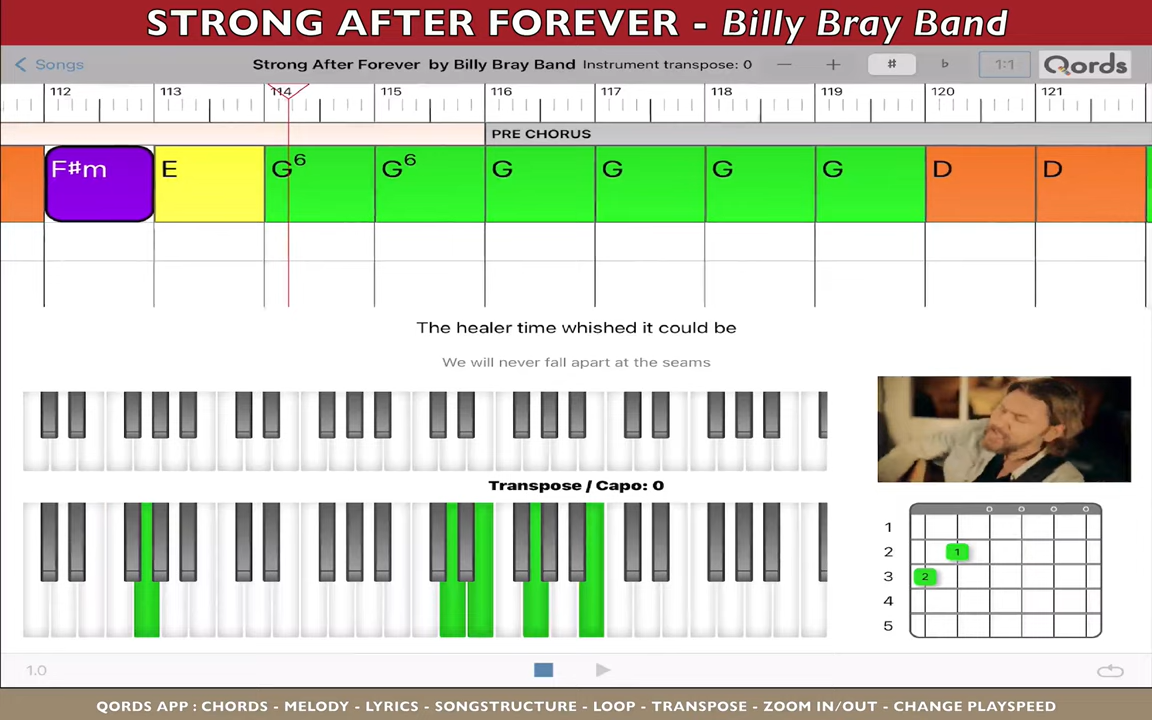 STRONG AFTER FOREVER - Billy Bray Band
Songs
Strong After Forever by Billy Bray Band Instrument transpose: 0 − + # b 1:1 Qords
112 113 114 115 116 117 118 119 120 121
PRE CHORUS
F#m E G6 G6 G G G G D D
The healer time whished it could be
We will never fall apart at the seams
Transpose / Capo: 0
1
2 1
3 2
4
5
1.0
QORDS APP : CHORDS - MELODY - LYRICS - SONGSTRUCTURE - LOOP - TRANSPOSE - ZOOM IN/OUT - CHANGE PLAYSPEED